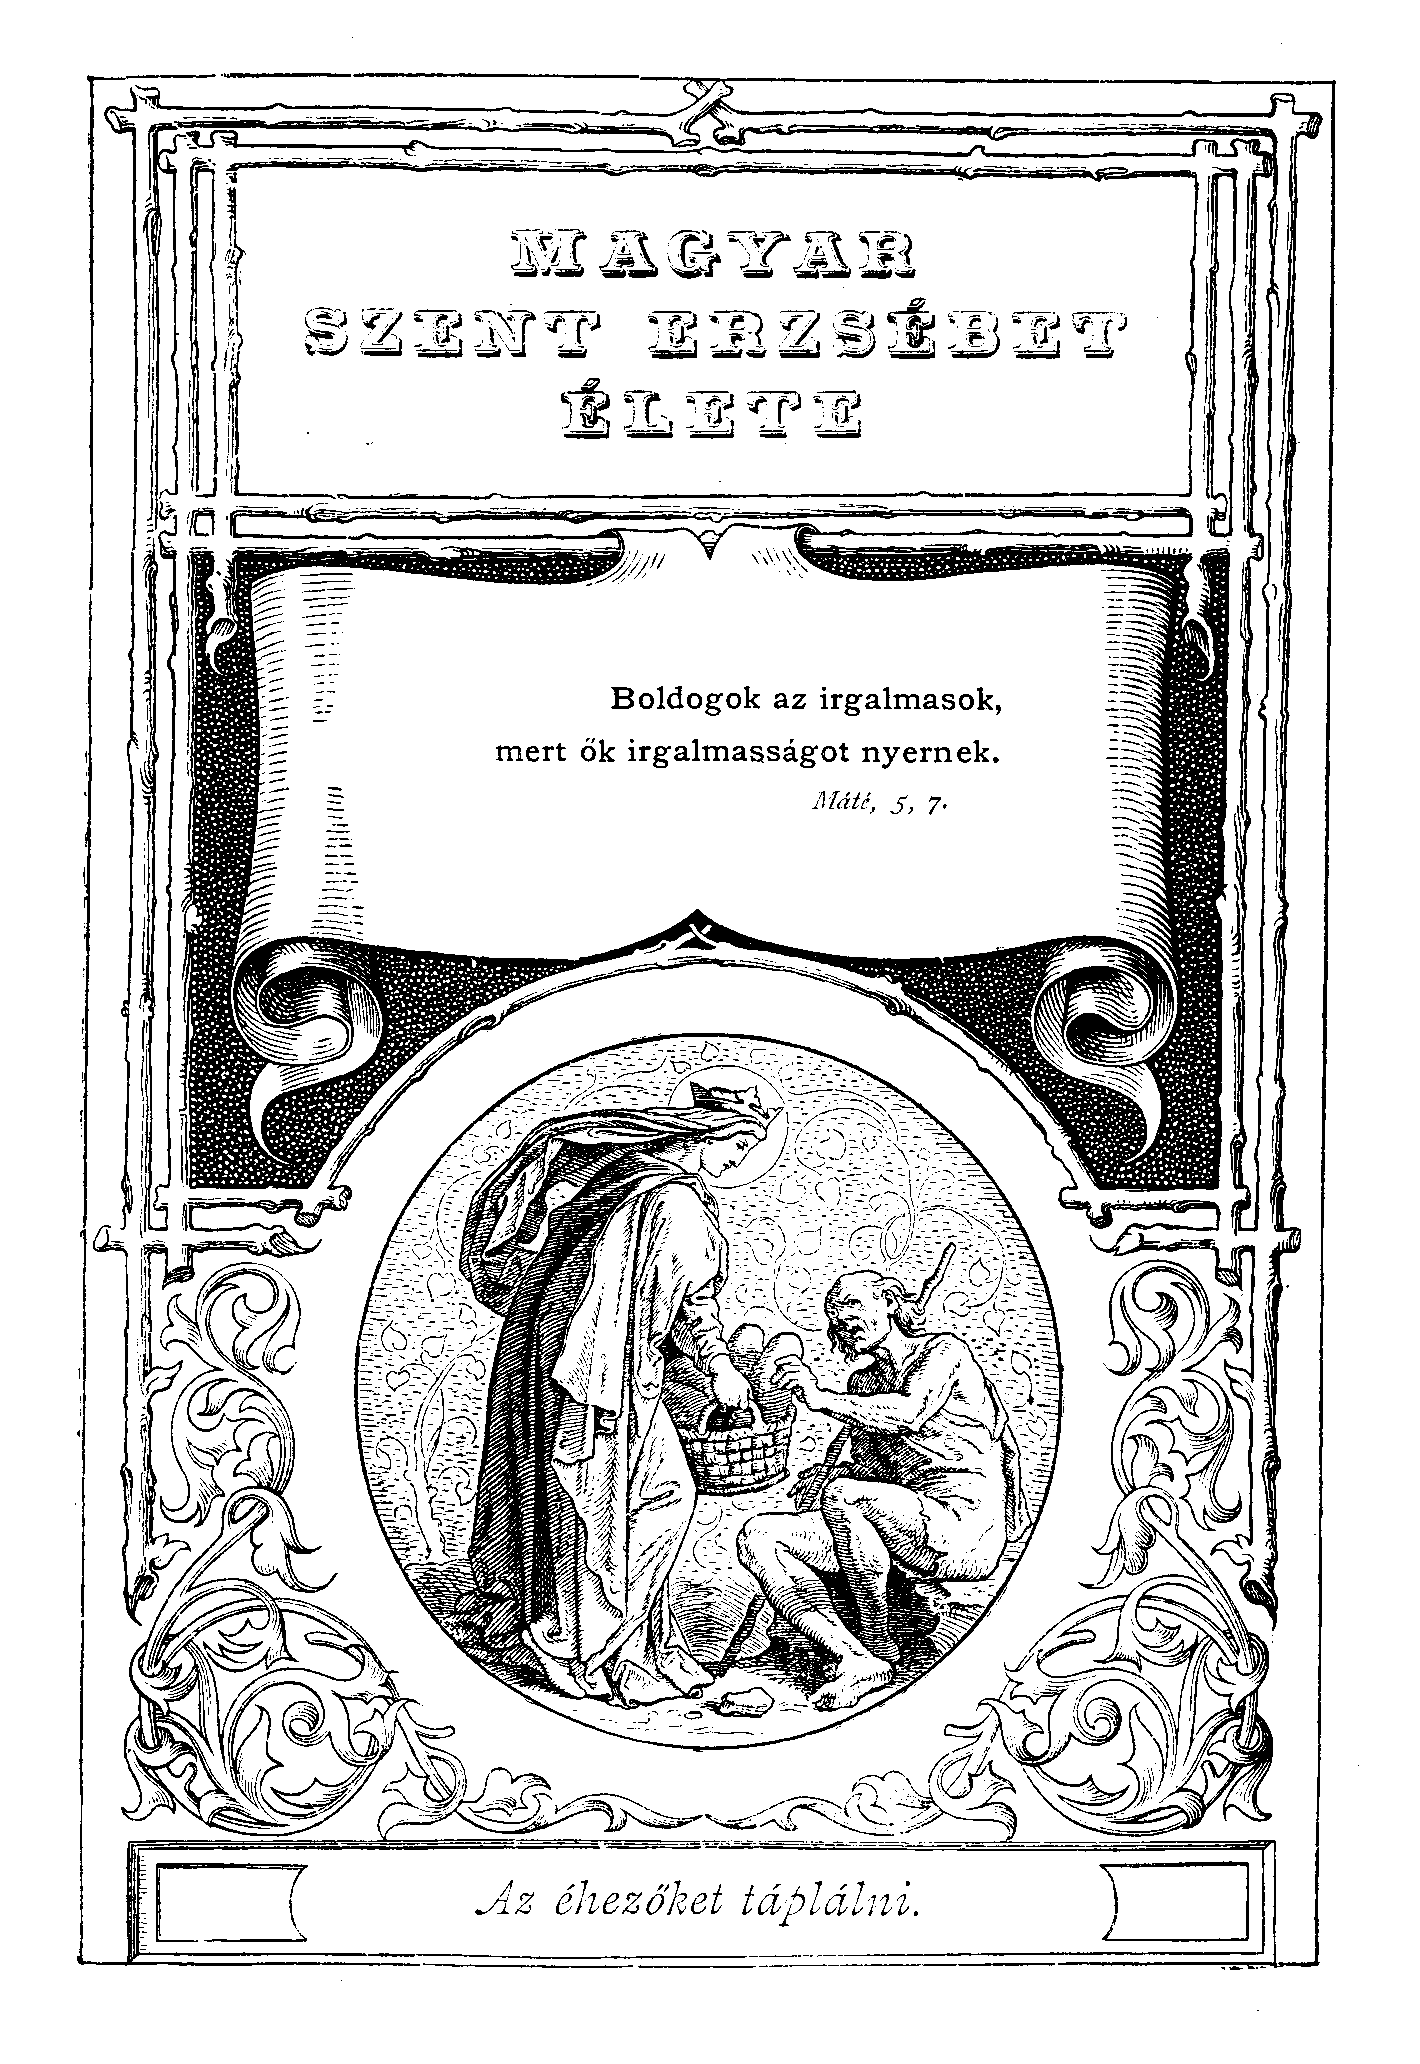 MAGYAR
SZENT ERZSÉBET
ÉLETE
Boldogok az irgalmasok,
mert ők irgalmasságot nyernek.
Máté, 5, 7.
Az éhezőket táplálni.